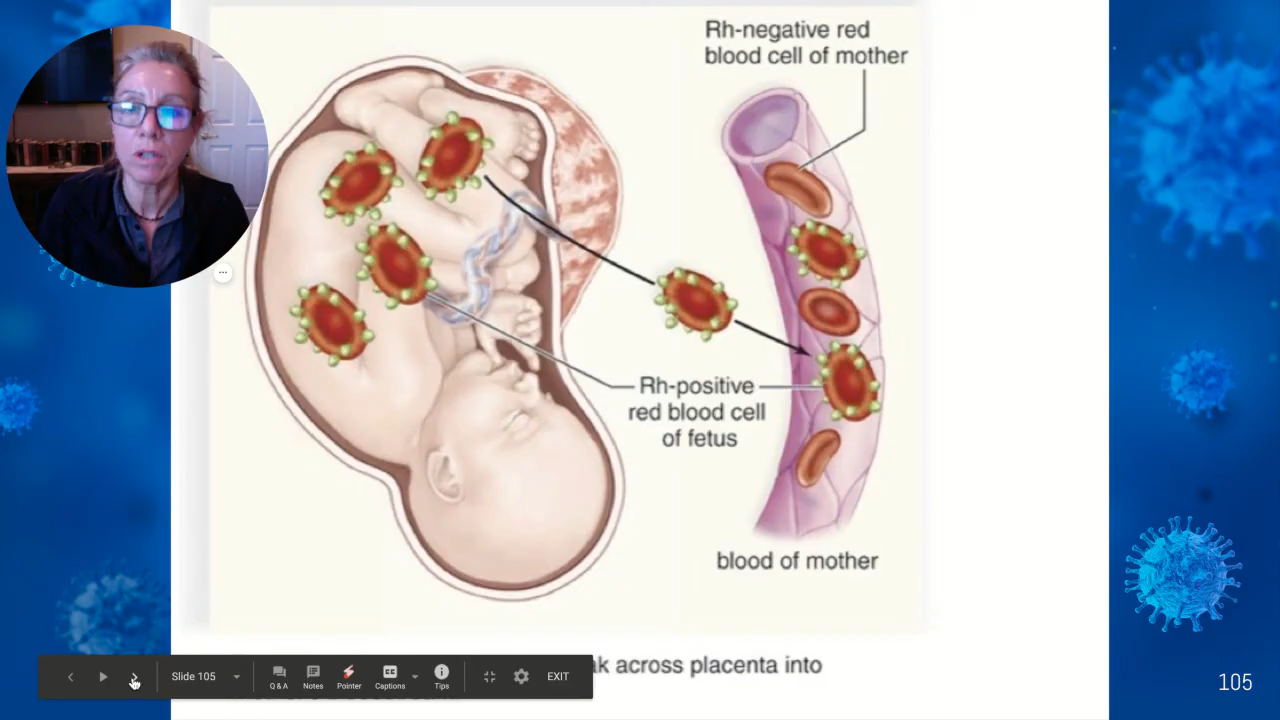 Rh-negative red
blood cell of mother
Rh-positive
red blood cell
of fetus
blood of mother
across placenta into
Slide 105
Q & A
Notes
Pointer
CC
Captions
Tips
EXIT
105